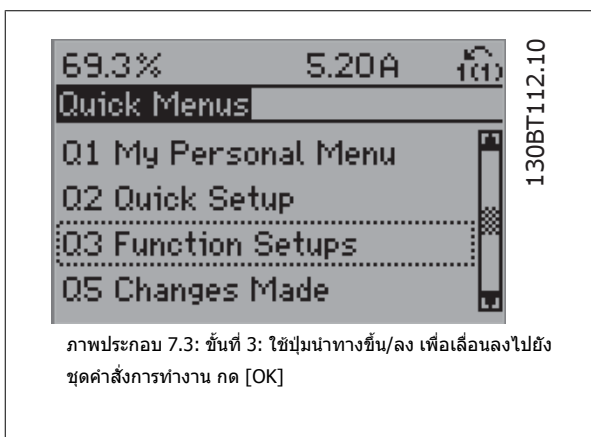 69.3% 5.20A 1(1)
Quick Menus
Q1 My Personal Menu
Q2 Quick Setup
Q3 Function Setups
Q5 Changes Made
130BT112.10
ภาพประกอบ 7.3: ขั้นที่ 3: ใช้ปุ่มนำทางขึ้น/ลง เพื่อเลื่อนลงไปยัง
ชุดคำสั่งการทำงาน กด [OK]